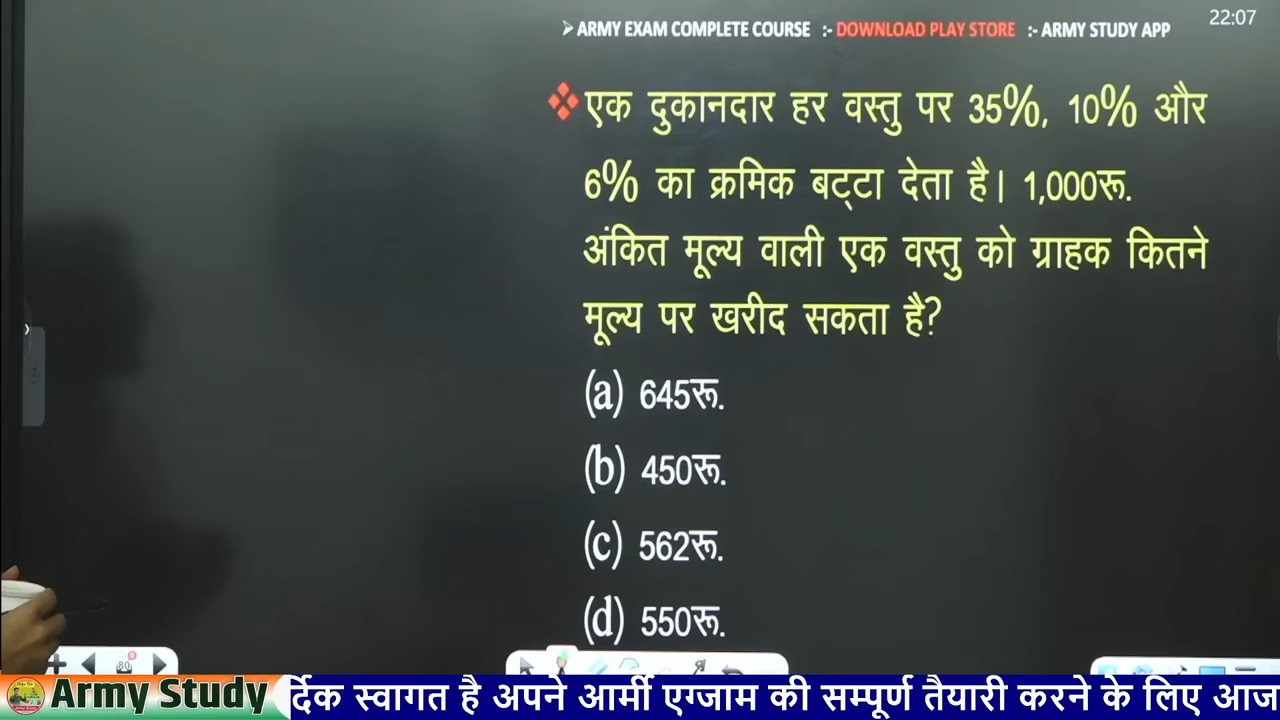 22:07
➢ ARMY EXAM COMPLETE COURSE :- DOWNLOAD PLAY STORE :- ARMY STUDY APP
❖एक दुकानदार हर वस्तु पर 35%, 10% और
6% का क्रमिक बट्टा देता है। 1,000रू.
अंकित मूल्य वाली एक वस्तु को ग्राहक कितने
मूल्य पर खरीद सकता है?
(a) 645रू.
(b) 450रू.
(c) 562रू.
(d) 550रू.
80
Army Study र्दिक स्वागत है अपने आर्मी एग्जाम की सम्पूर्ण तैयारी करने के लिए आज